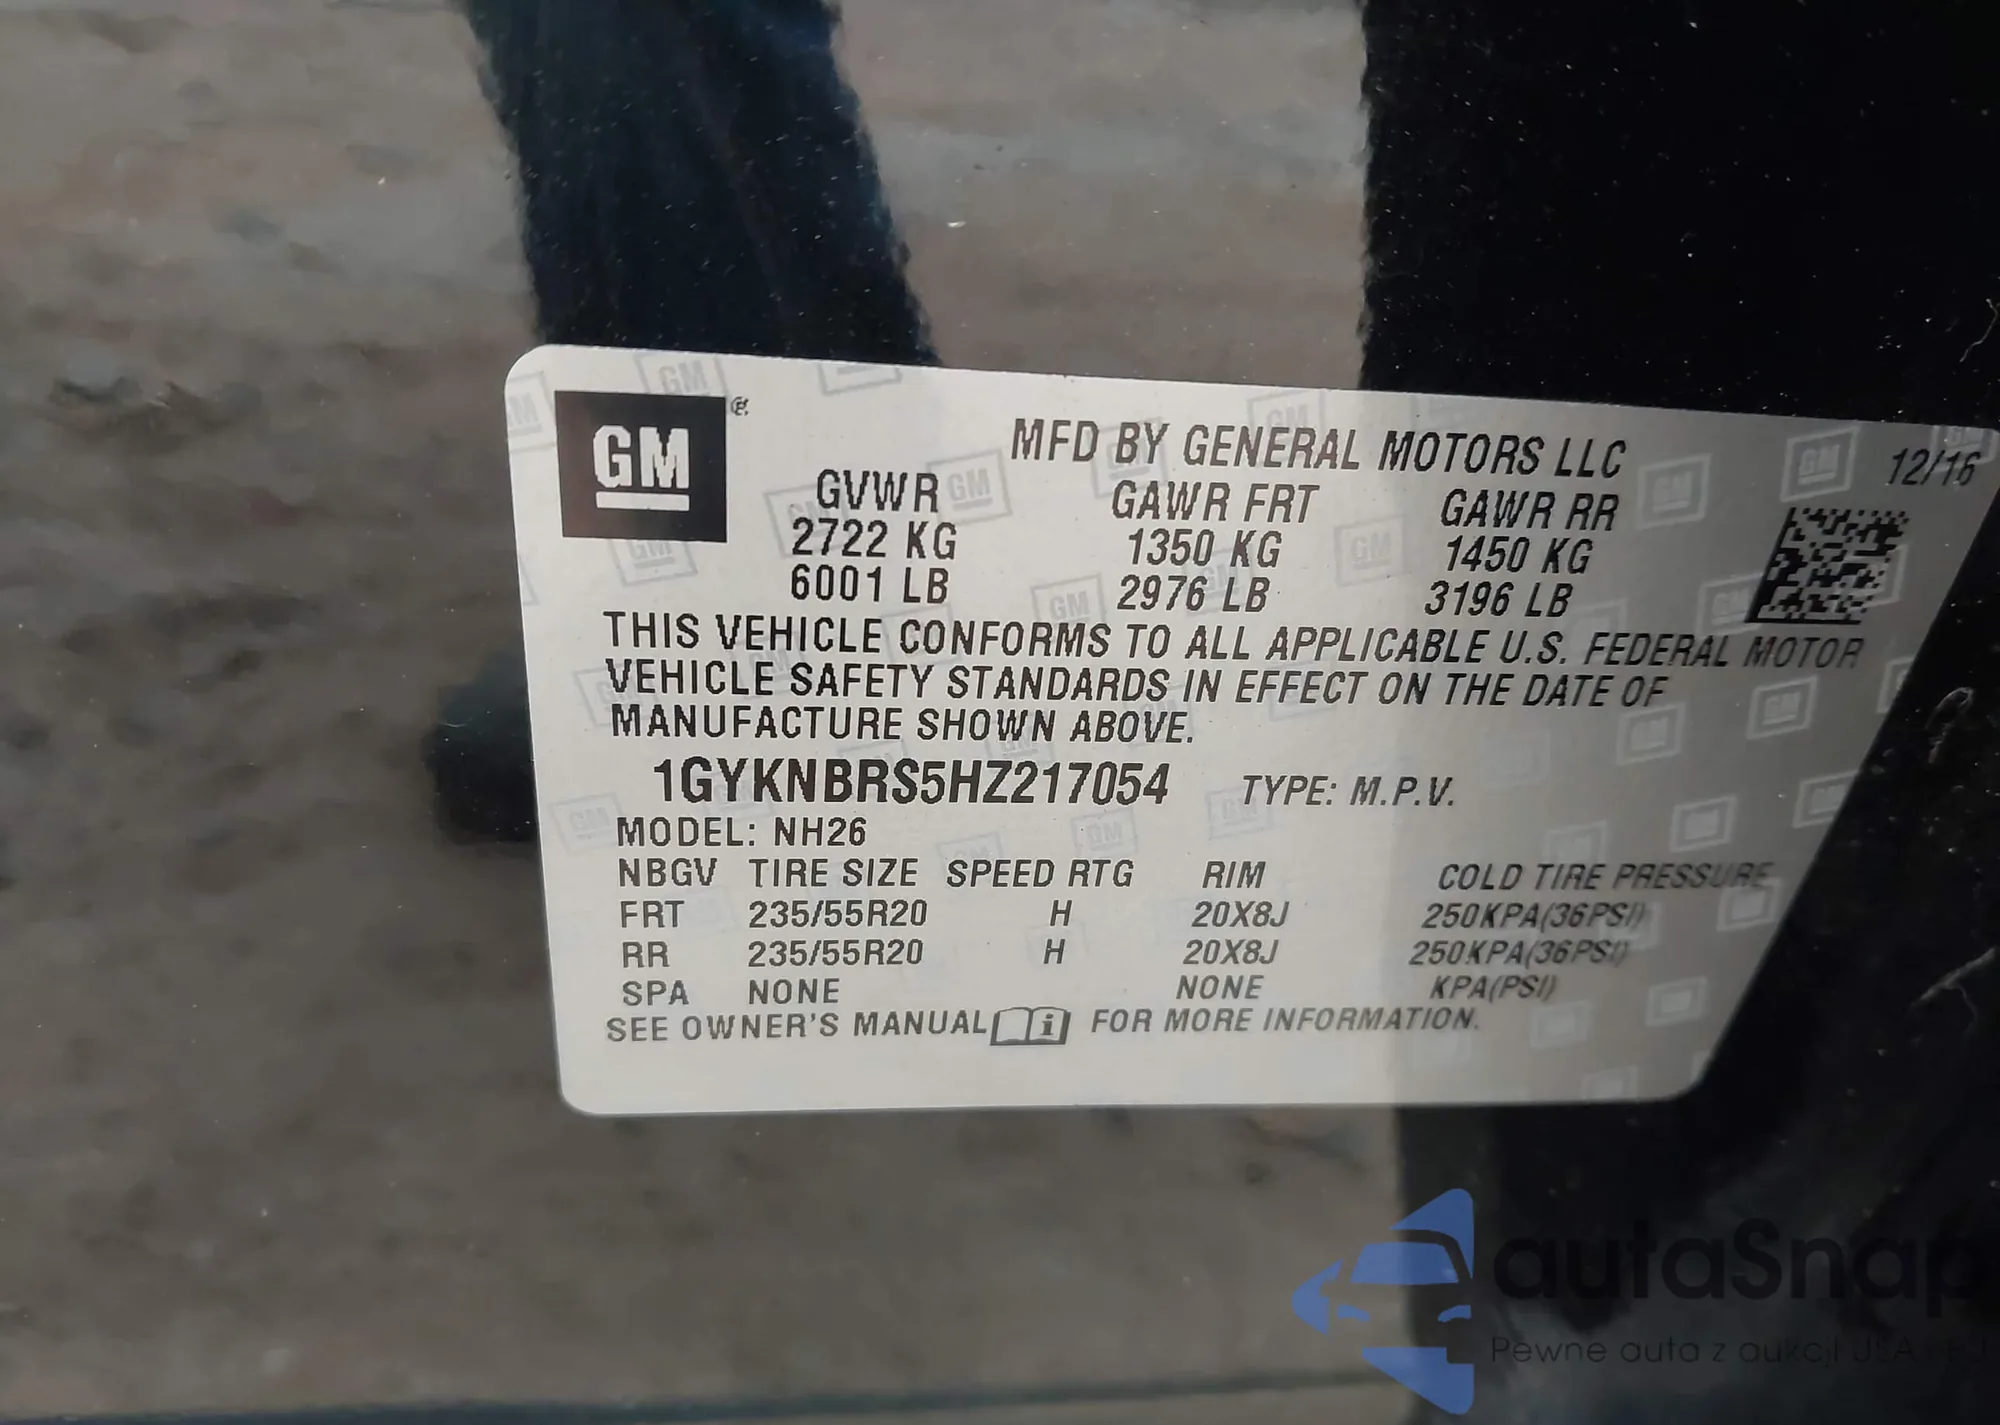 GM
MFD BY GENERAL MOTORS LLC 12/16
GVWR GAWR FRT GAWR RR
2722 KG 1350 KG 1450 KG
6001 LB 2976 LB 3196 LB
THIS VEHICLE CONFORMS TO ALL APPLICABLE U.S. FEDERAL MOTOR
VEHICLE SAFETY STANDARDS IN EFFECT ON THE DATE OF
MANUFACTURE SHOWN ABOVE.
1GYKNBRS5HZ217054 TYPE: M.P.V.
MODEL: NH26
NBGV TIRE SIZE SPEED RTG RIM COLD TIRE PRESSURE
FRT 235/55R20 H 20X8J 250KPA(36PSI)
RR 235/55R20 H 20X8J 250KPA(36PSI)
SPA NONE NONE KPA(PSI)
SEE OWNER'S MANUAL FOR MORE INFORMATION.
autaSnap
Pewne auta z aukcji USA i EU